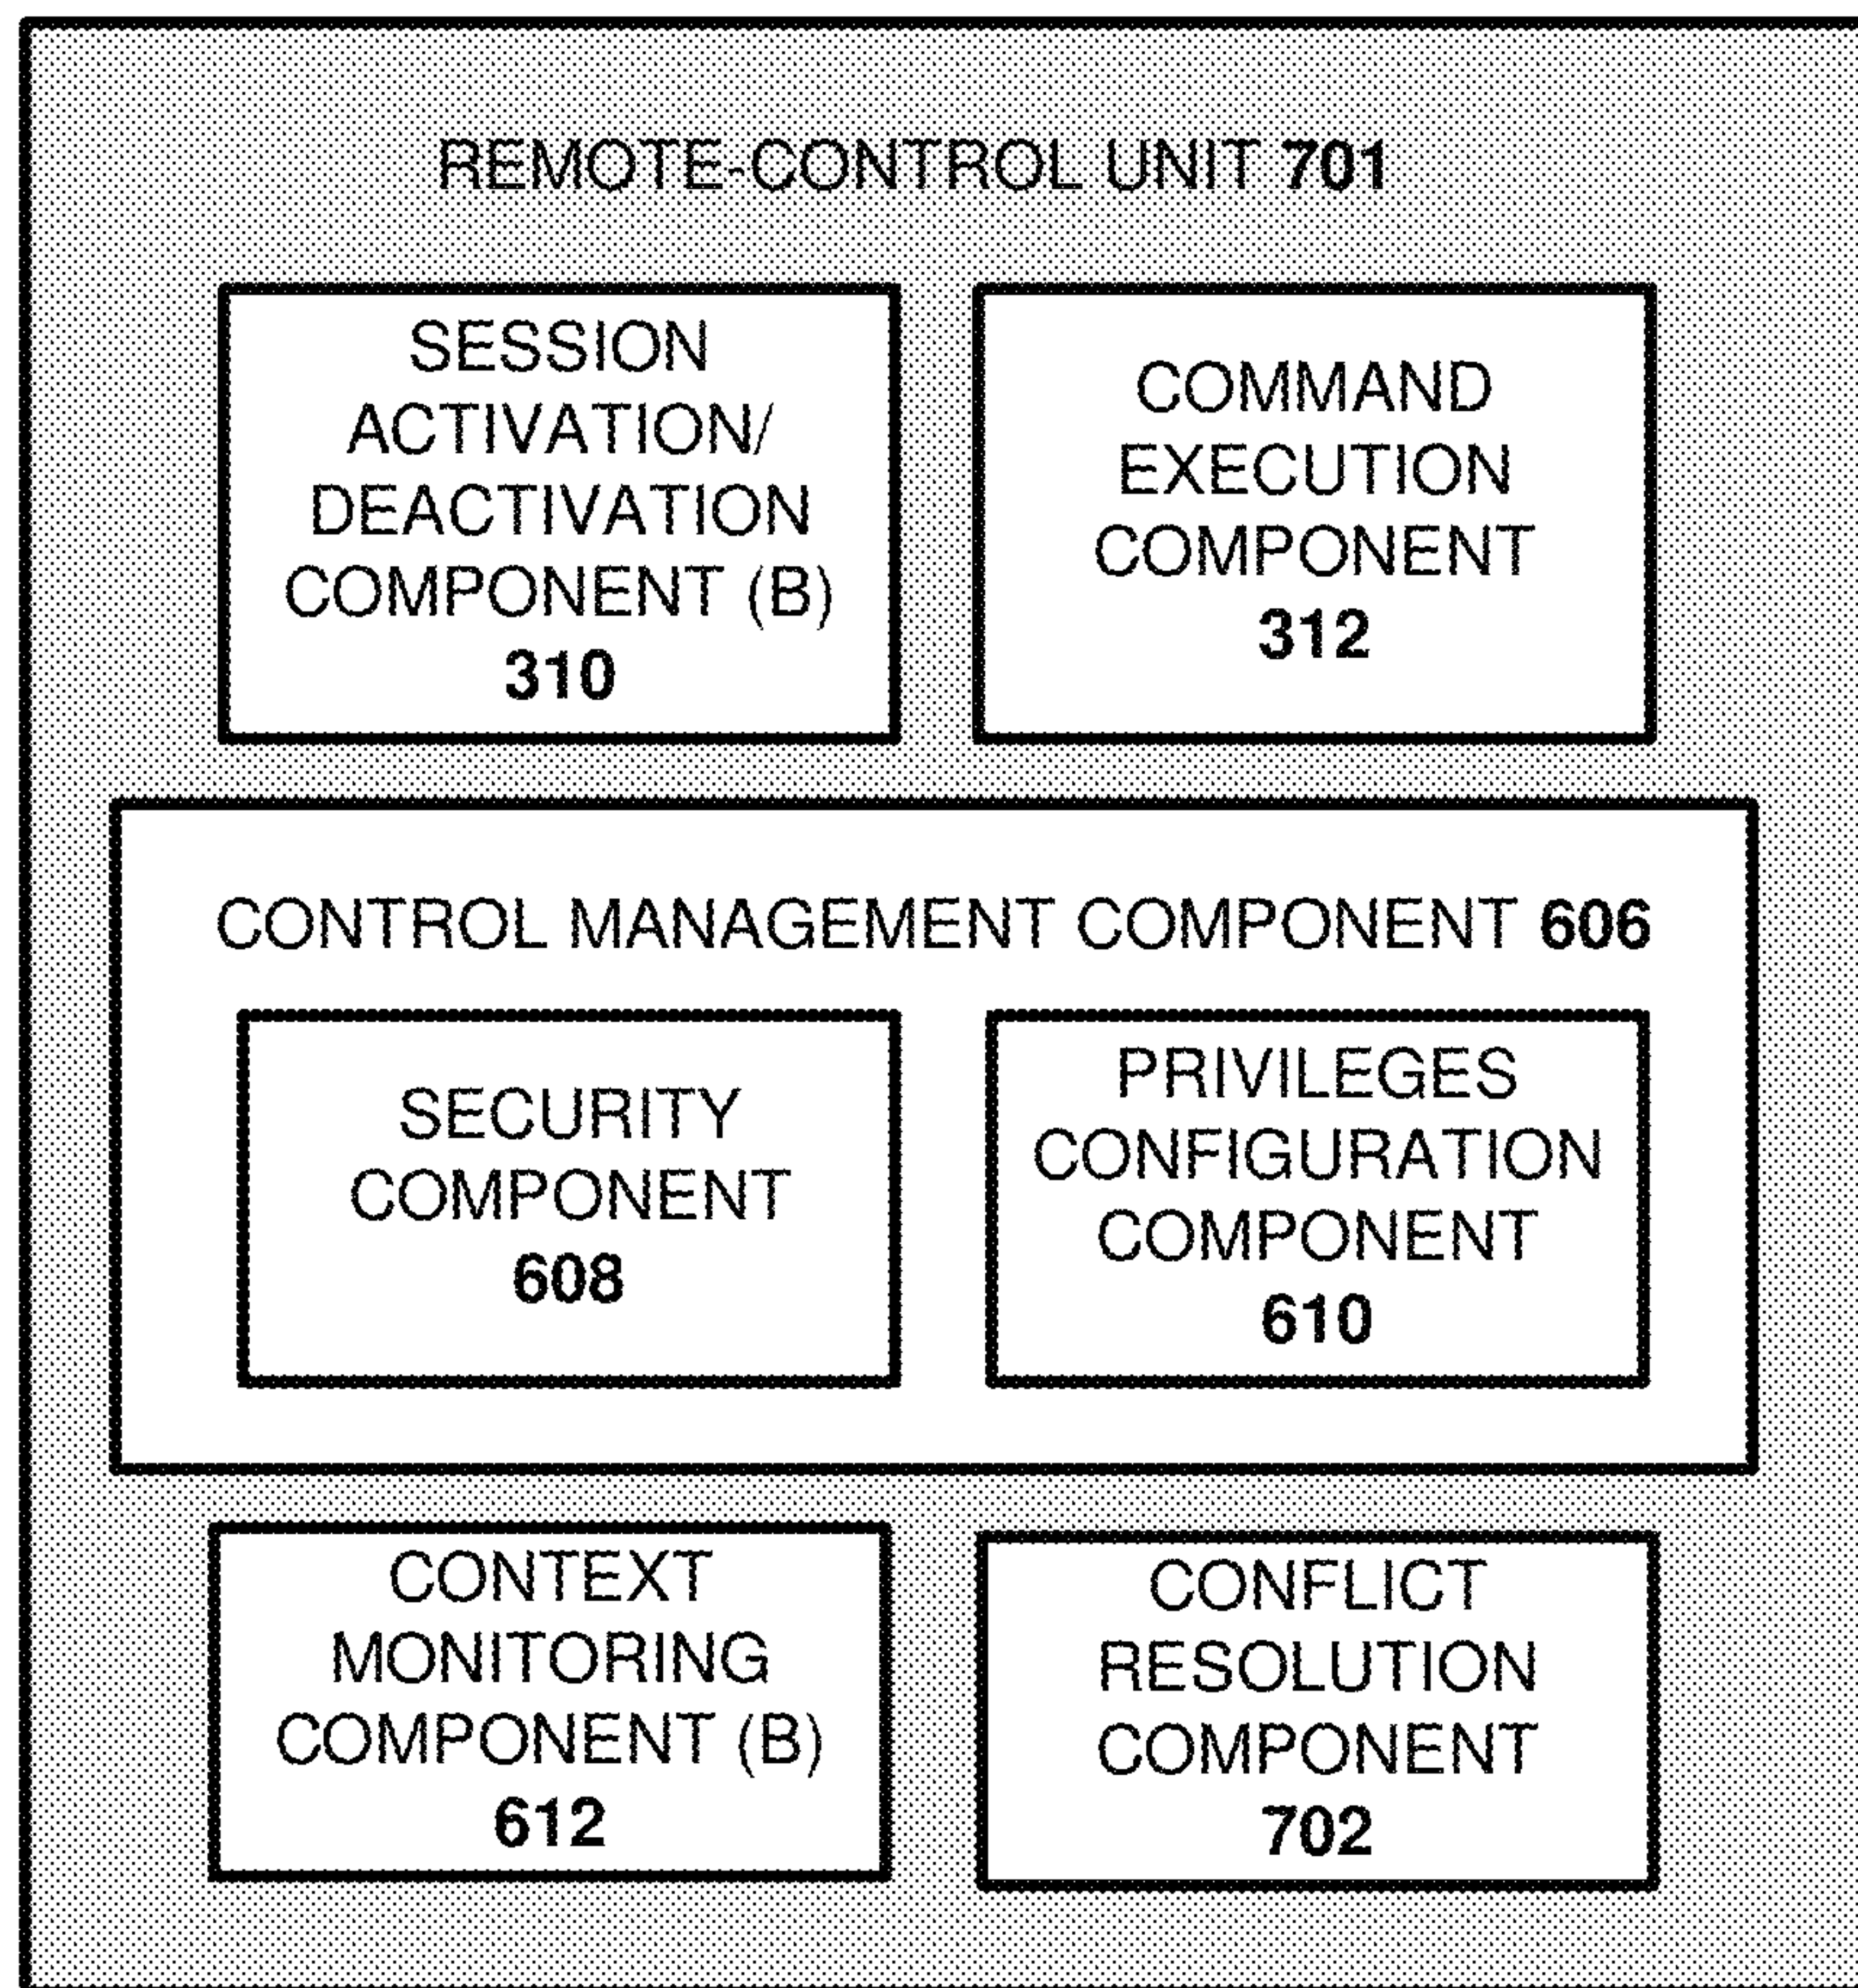 REMOTE-CONTROL UNIT 701
SESSION
ACTIVATION/
DEACTIVATION
COMPONENT (B)
310
COMMAND
EXECUTION
COMPONENT
312
CONTROL MANAGEMENT COMPONENT 606
SECURITY
COMPONENT
608
PRIVILEGES
CONFIGURATION
COMPONENT
610
CONTEXT
MONITORING
COMPONENT (B)
612
CONFLICT
RESOLUTION
COMPONENT
702